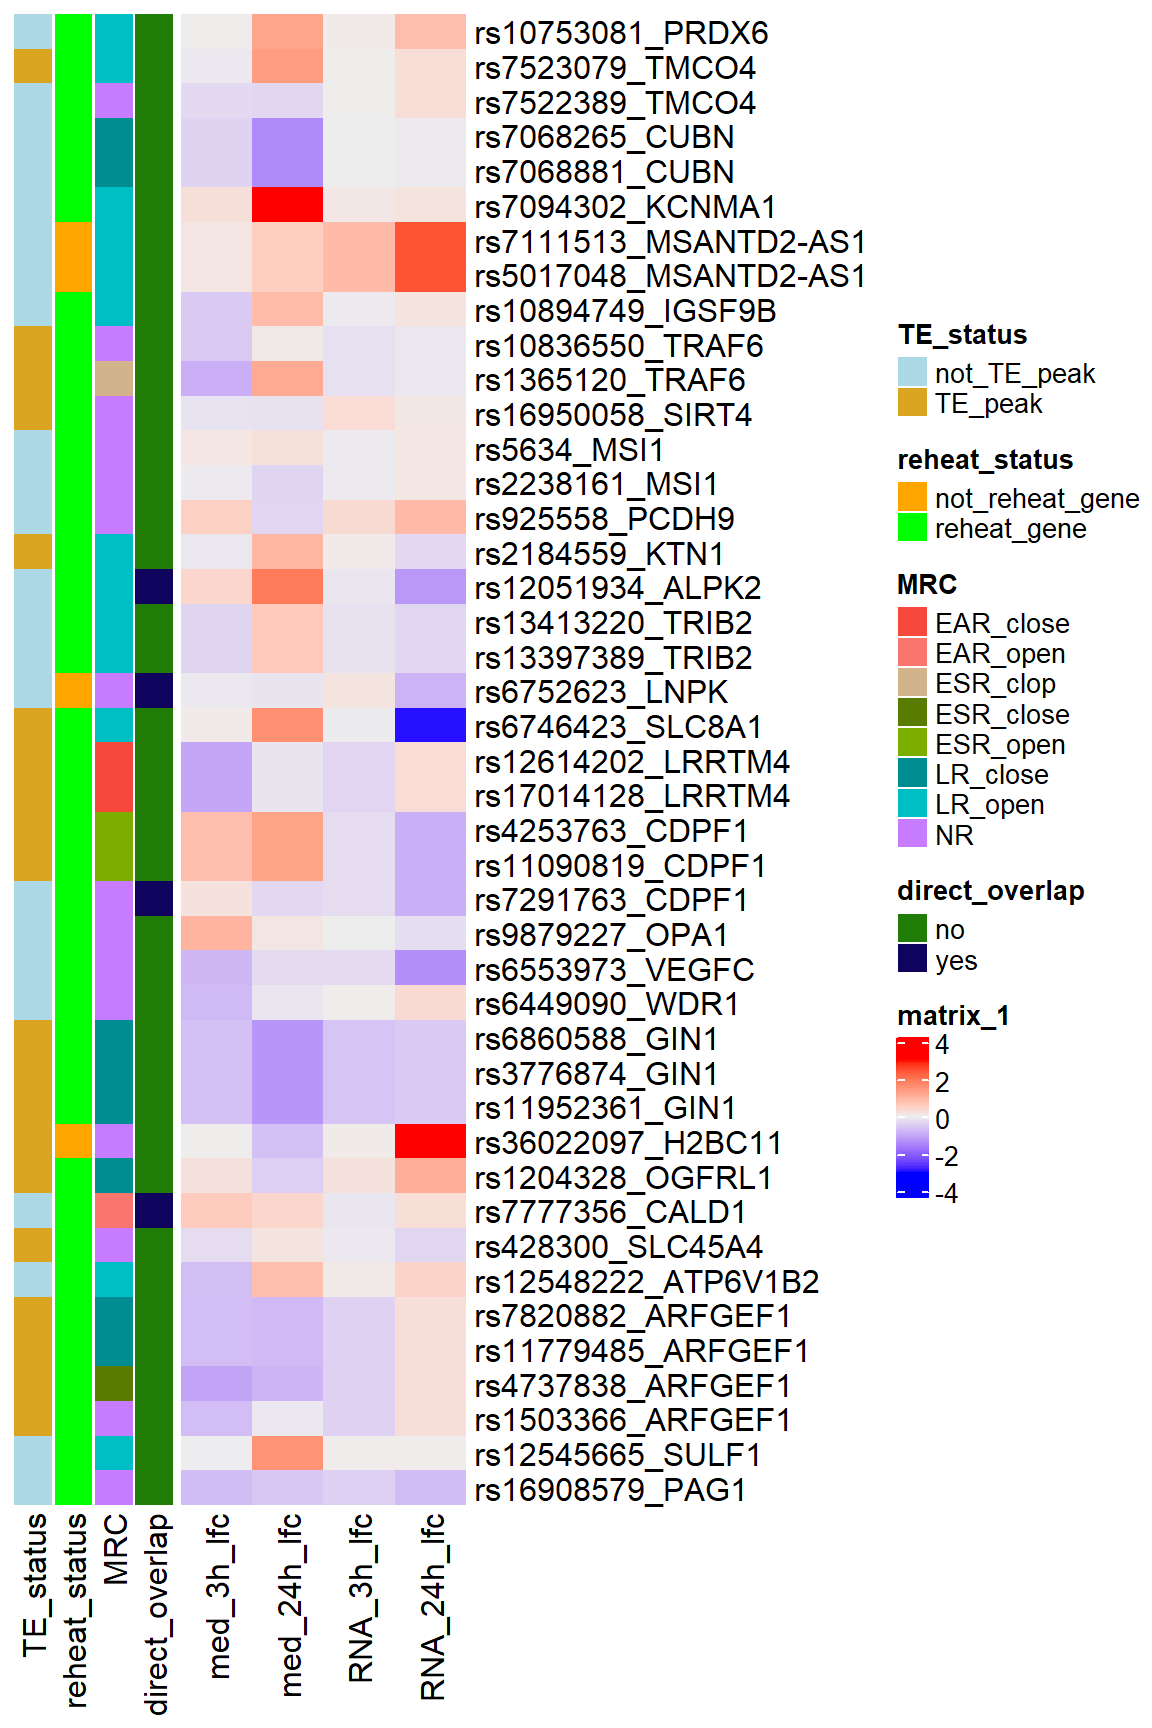 rs10753081_PRDX6
rs7523079_TMCO4
rs7522389_TMCO4
rs7068265_CUBN
rs7068881_CUBN
rs7094302_KCNMA1
rs7111513_MSANTD2-AS1
rs5017048_MSANTD2-AS1
rs10894749_IGSF9B
rs10836550_TRAF6
rs1365120_TRAF6
rs16950058_SIRT4
rs5634_MSI1
rs2238161_MSI1
rs925558_PCDH9
rs2184559_KTN1
rs12051934_ALPK2
rs13413220_TRIB2
rs13397389_TRIB2
rs6752623_LNPK
rs6746423_SLC8A1
rs12614202_LRRTM4
rs17014128_LRRTM4
rs4253763_CDPF1
rs11090819_CDPF1
rs7291763_CDPF1
rs9879227_OPA1
rs6553973_VEGFC
rs6449090_WDR1
rs6860588_GIN1
rs3776874_GIN1
rs11952361_GIN1
rs36022097_H2BC11
rs1204328_OGFRL1
rs7777356_CALD1
rs428300_SLC45A4
rs12548222_ATP6V1B2
rs7820882_ARFGEF1
rs11779485_ARFGEF1
rs4737838_ARFGEF1
rs1503366_ARFGEF1
rs12545665_SULF1
rs16908579_PAG1
TE_status
reheat_status
MRC
direct_overlap
med_3h_lfc
med_24h_lfc
RNA_3h_lfc
RNA_24h_lfc
TE_status
not_TE_peak
TE_peak
reheat_status
not_reheat_gene
reheat_gene
MRC
EAR_close
EAR_open
ESR_clop
ESR_close
ESR_open
LR_close
LR_open
NR
direct_overlap
no
yes
matrix_1
4
2
0
-2
-4